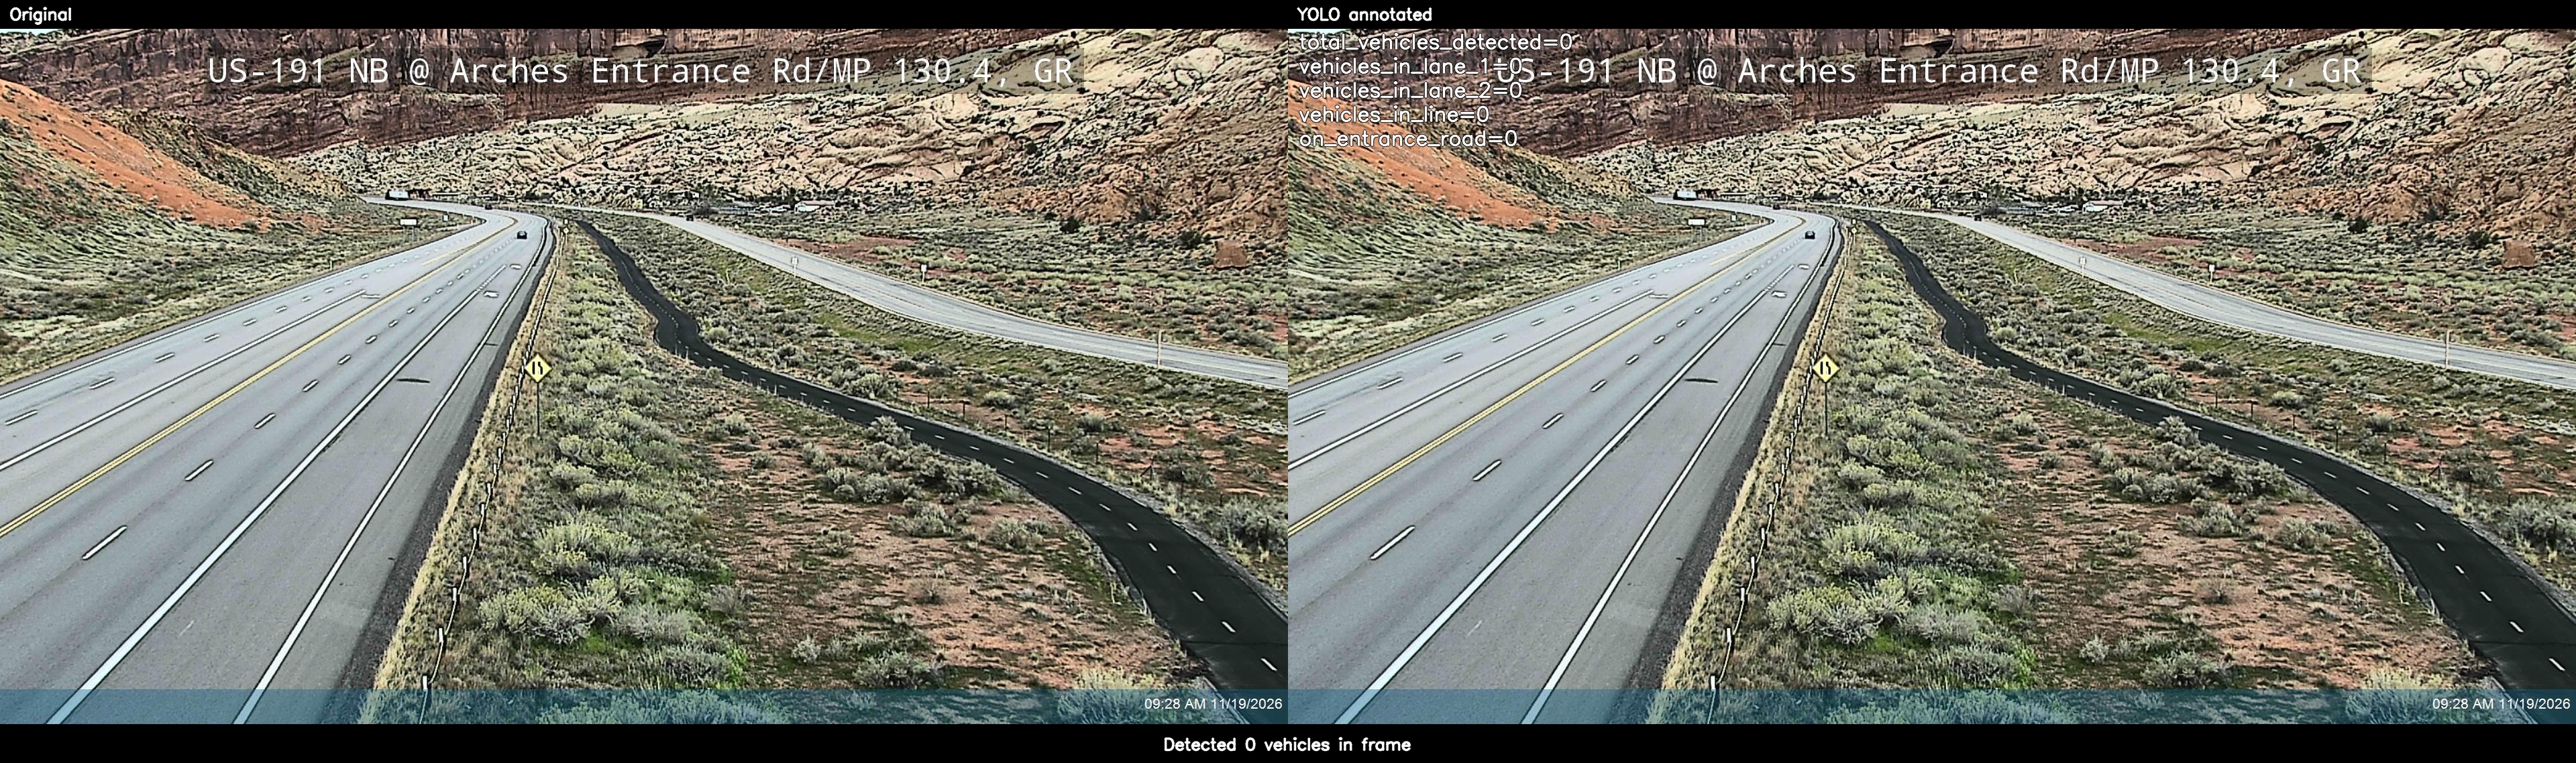 Original
US-191 NB @ Arches Entrance Rd/MP 130.4, GR
09:28 AM 11/19/2026
YOLO annotated
total_vehicles_detected=0
vehicles_in_lane_1=0
vehicles_in_lane_2=0
vehicles_in_line=0
on_entrance_road=0
US-191 NB @ Arches Entrance Rd/MP 130.4, GR
09:28 AM 11/19/2026
Detected 0 vehicles in frame